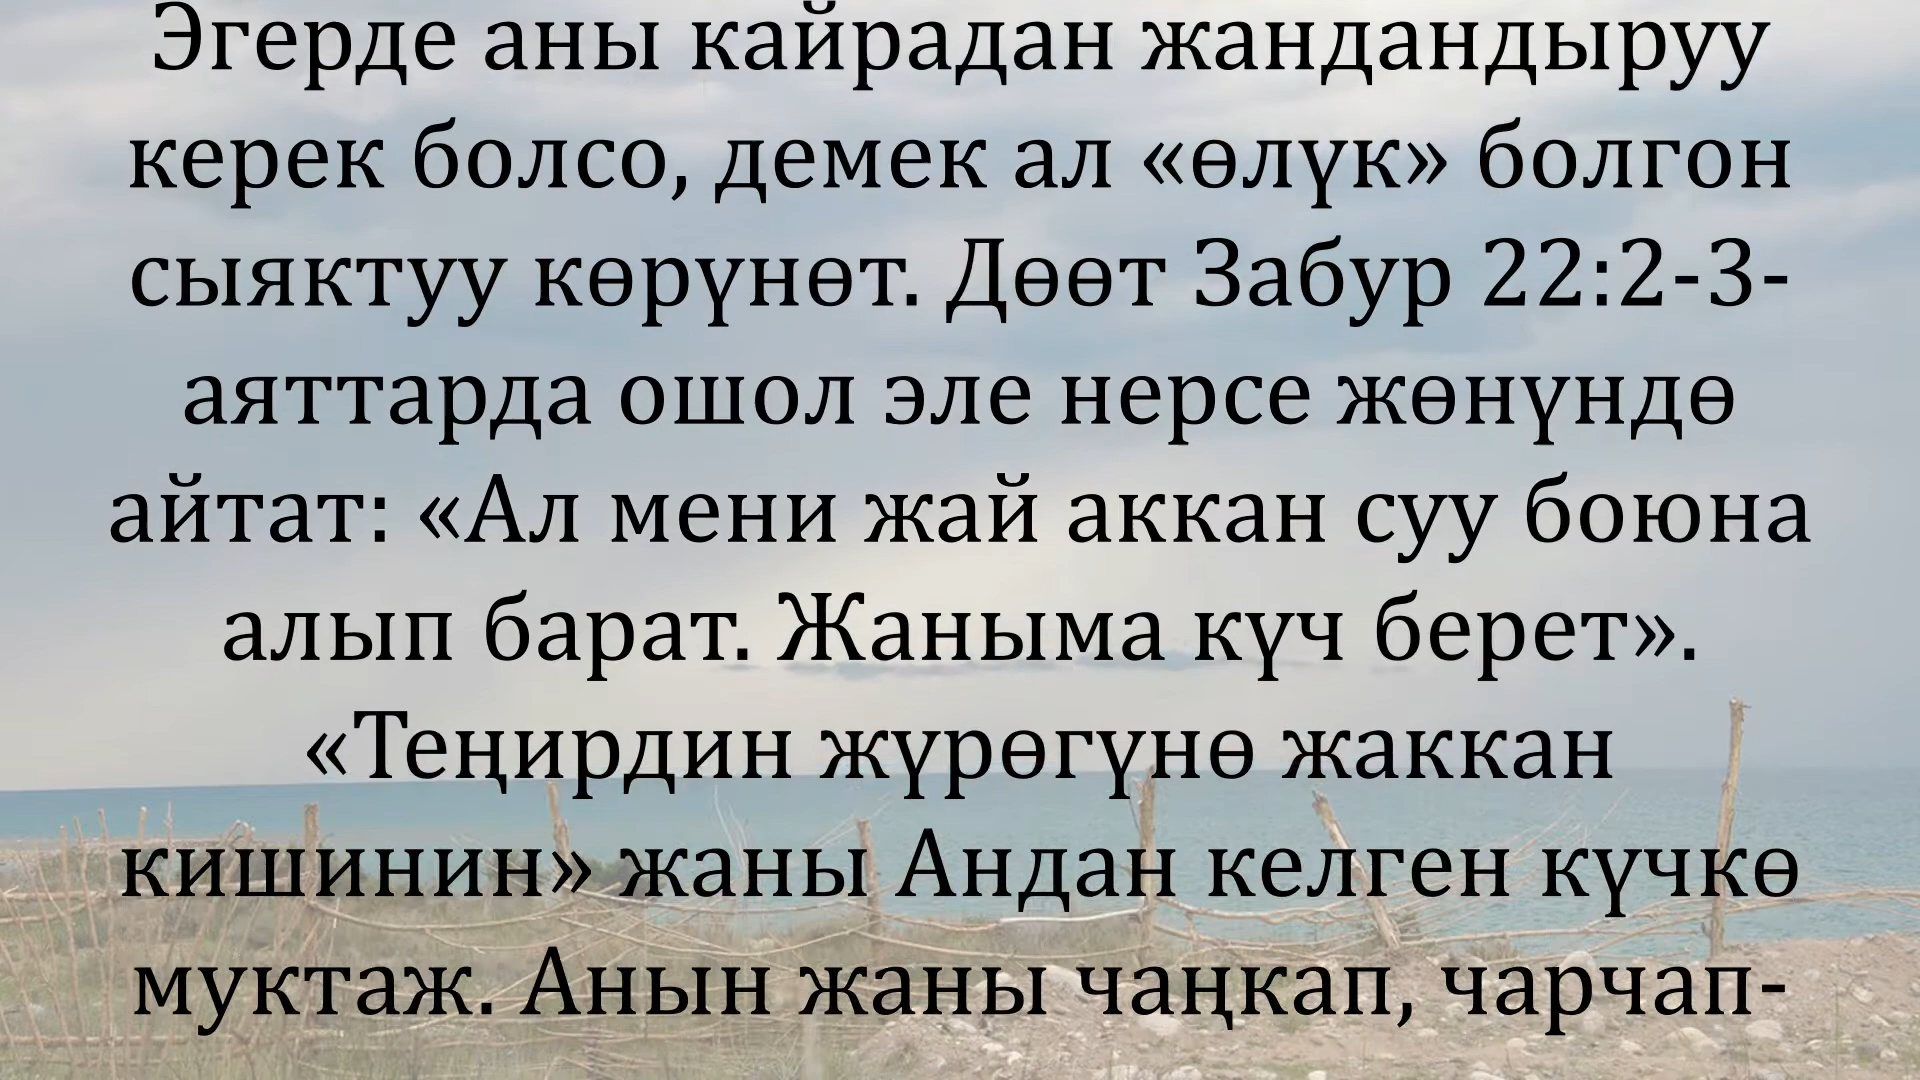 Эгерде аны кайрадан жандандыруу
керек болсо, демек ал «өлүк» болгон
сыяктуу көрүнөт. Дөөт Забур 22:2-3-
аяттарда ошол эле нерсе жөнүндө
айтат: «Ал мени жай аккан суу боюна
алып барат. Жаныма күч берет».
«Теңирдин жүрөгүнө жаккан
кишинин» жаны Андан келген күчкө
муктаж. Анын жаны чаңкап, чарчап-